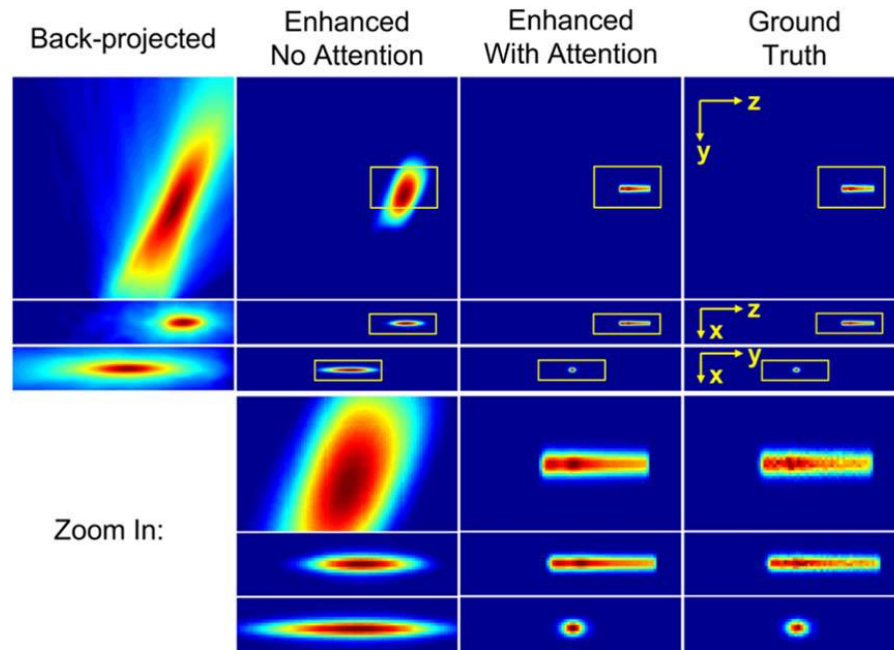 Back-projected
Enhanced
No Attention
Enhanced
With Attention
Ground
Truth
z
y
z
x
y
x
Zoom In: